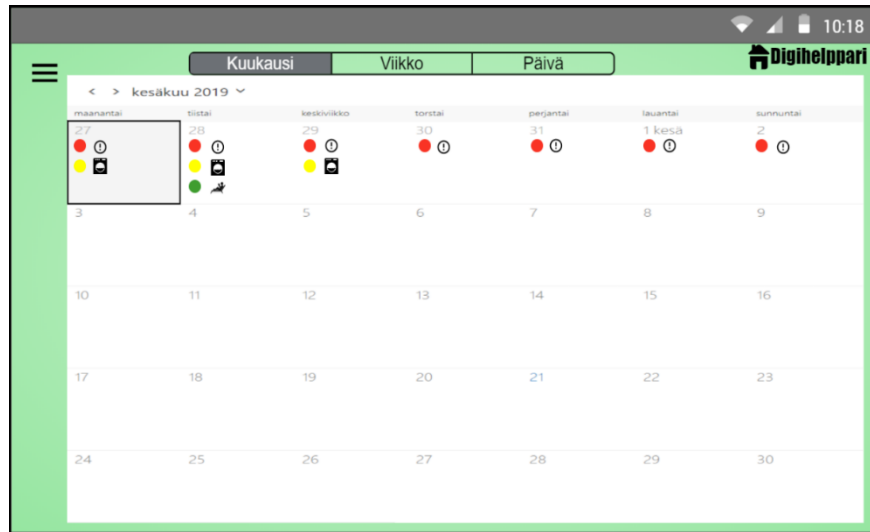 10:18
Kuukausi Viikko Päivä Digihelppari
< > kesäkuu 2019
maanantai tiistai keskiviikko torstai perjantai lauantai sunnuntai
27 28 29 30 31 1 kesä 2
3 4 5 6 7 8 9
10 11 12 13 14 15 16
17 18 19 20 21 22 23
24 25 26 27 28 29 30